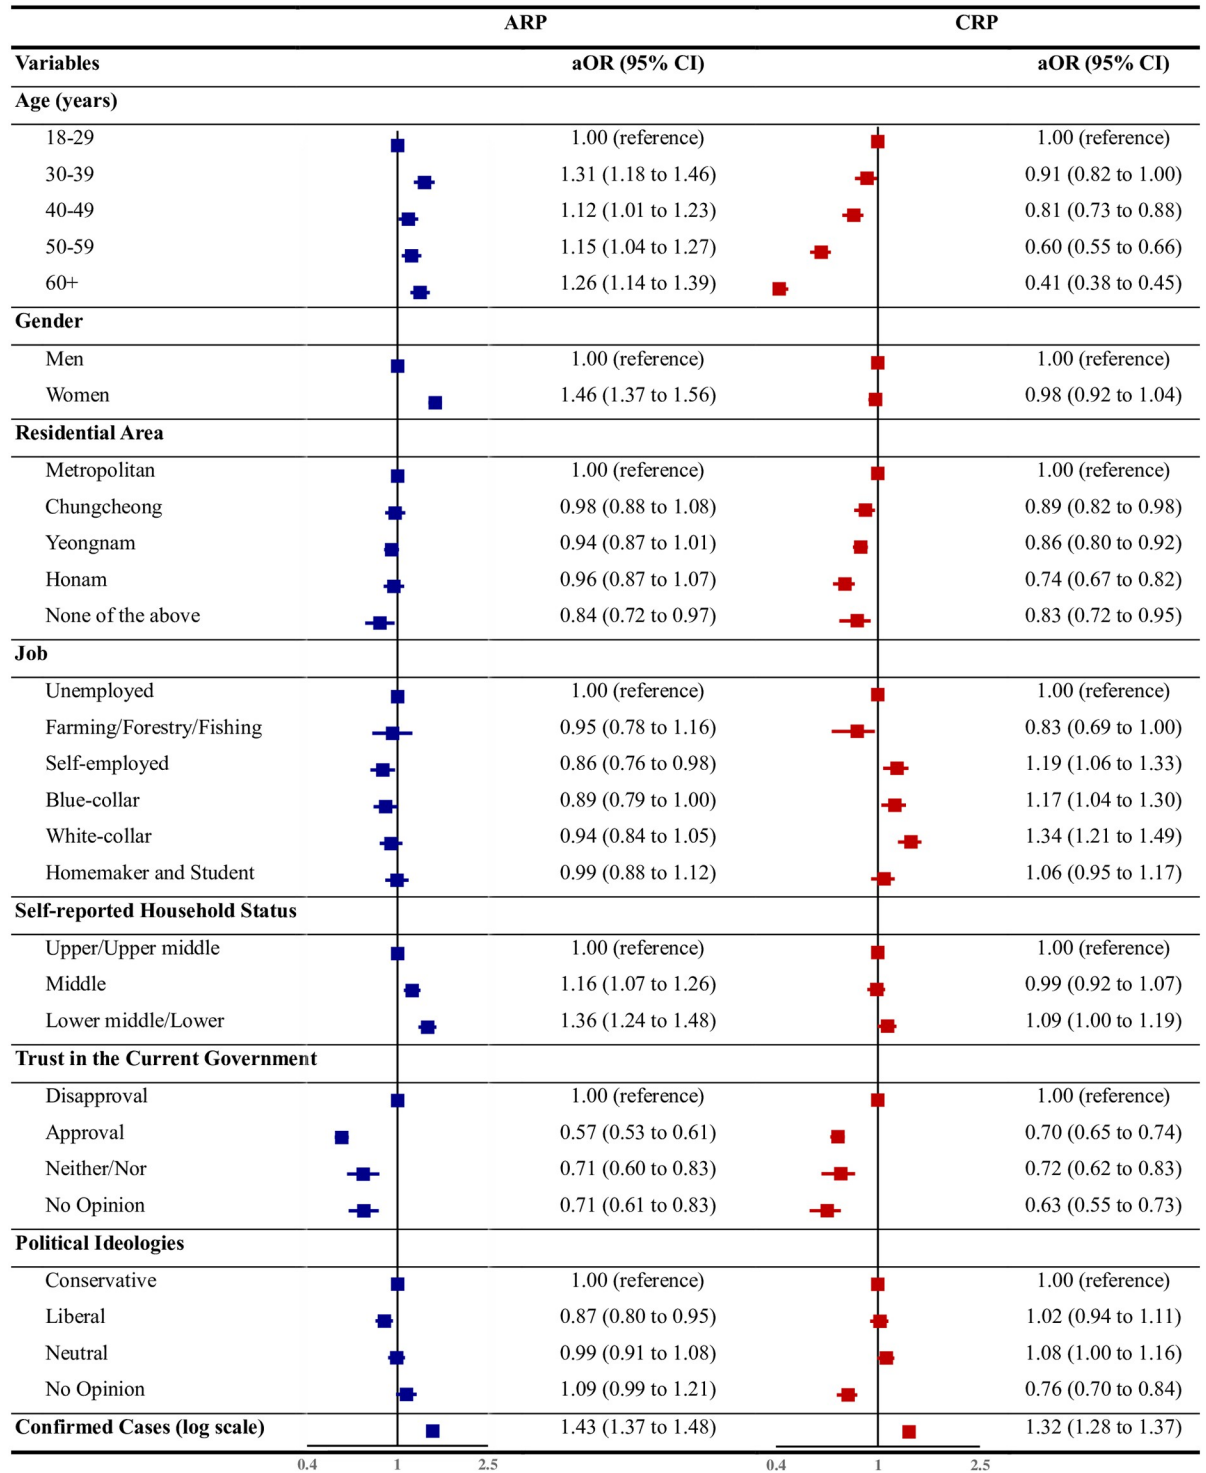 ARP CRP
Variables aOR (95% CI) aOR (95% CI)
Age (years)
18-29 1.00 (reference) 1.00 (reference)
30-39 1.31 (1.18 to 1.46) 0.91 (0.82 to 1.00)
40-49 1.12 (1.01 to 1.23) 0.81 (0.73 to 0.88)
50-59 1.15 (1.04 to 1.27) 0.60 (0.55 to 0.66)
60+ 1.26 (1.14 to 1.39) 0.41 (0.38 to 0.45)
Gender
Men 1.00 (reference) 1.00 (reference)
Women 1.46 (1.37 to 1.56) 0.98 (0.92 to 1.04)
Residential Area
Metropolitan 1.00 (reference) 1.00 (reference)
Chungcheong 0.98 (0.88 to 1.08) 0.89 (0.82 to 0.98)
Yeongnam 0.94 (0.87 to 1.01) 0.86 (0.80 to 0.92)
Honam 0.96 (0.87 to 1.07) 0.74 (0.67 to 0.82)
None of the above 0.84 (0.72 to 0.97) 0.83 (0.72 to 0.95)
Job
Unemployed 1.00 (reference) 1.00 (reference)
Farming/Forestry/Fishing 0.95 (0.78 to 1.16) 0.83 (0.69 to 1.00)
Self-employed 0.86 (0.76 to 0.98) 1.19 (1.06 to 1.33)
Blue-collar 0.89 (0.79 to 1.00) 1.17 (1.04 to 1.30)
White-collar 0.94 (0.84 to 1.05) 1.34 (1.21 to 1.49)
Homemaker and Student 0.99 (0.88 to 1.12) 1.06 (0.95 to 1.17)
Self-reported Household Status
Upper/Upper middle 1.00 (reference) 1.00 (reference)
Middle 1.16 (1.07 to 1.26) 0.99 (0.92 to 1.07)
Lower middle/Lower 1.36 (1.24 to 1.48) 1.09 (1.00 to 1.19)
Trust in the Current Government
Disapproval 1.00 (reference) 1.00 (reference)
Approval 0.57 (0.53 to 0.61) 0.70 (0.65 to 0.74)
Neither/Nor 0.71 (0.60 to 0.83) 0.72 (0.62 to 0.83)
No Opinion 0.71 (0.61 to 0.83) 0.63 (0.55 to 0.73)
Political Ideologies
Conservative 1.00 (reference) 1.00 (reference)
Liberal 0.87 (0.80 to 0.95) 1.02 (0.94 to 1.11)
Neutral 0.99 (0.91 to 1.08) 1.08 (1.00 to 1.16)
No Opinion 1.09 (0.99 to 1.21) 0.76 (0.70 to 0.84)
Confirmed Cases (log scale) 1.43 (1.37 to 1.48) 1.32 (1.28 to 1.37)
0.4 1 2.5 0.4 1 2.5